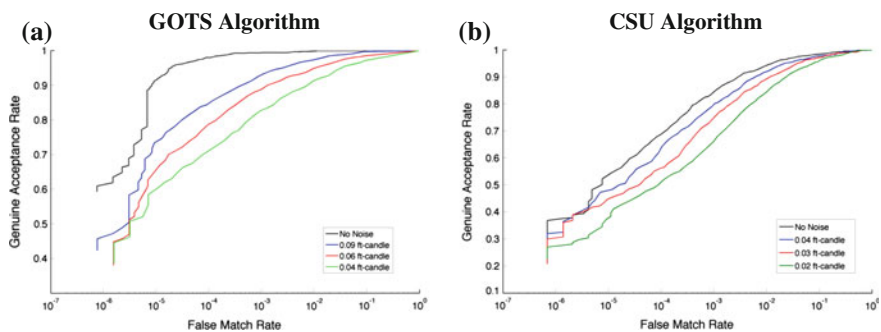 GOTS Algorithm
(a)
Genuine Acceptance Rate
1
0.9
0.8
0.7
0.6
0.5
0.4
No Noise
0.09 ft-candle
0.06 ft-candle
0.04 ft-candle
10-7
10-6
10-5
10-4
10-3
10-2
10-1
100
False Match Rate
CSU Algorithm
(b)
Genuine Acceptance Rate
1
0.9
0.8
0.7
0.6
0.5
0.4
0.3
0.2
0.1
No Noise
0.04 ft-candle
0.03 ft-candle
0.02 ft-candle
10-7
10-6
10-5
10-4
10-3
10-2
10-1
100
False Match Rate